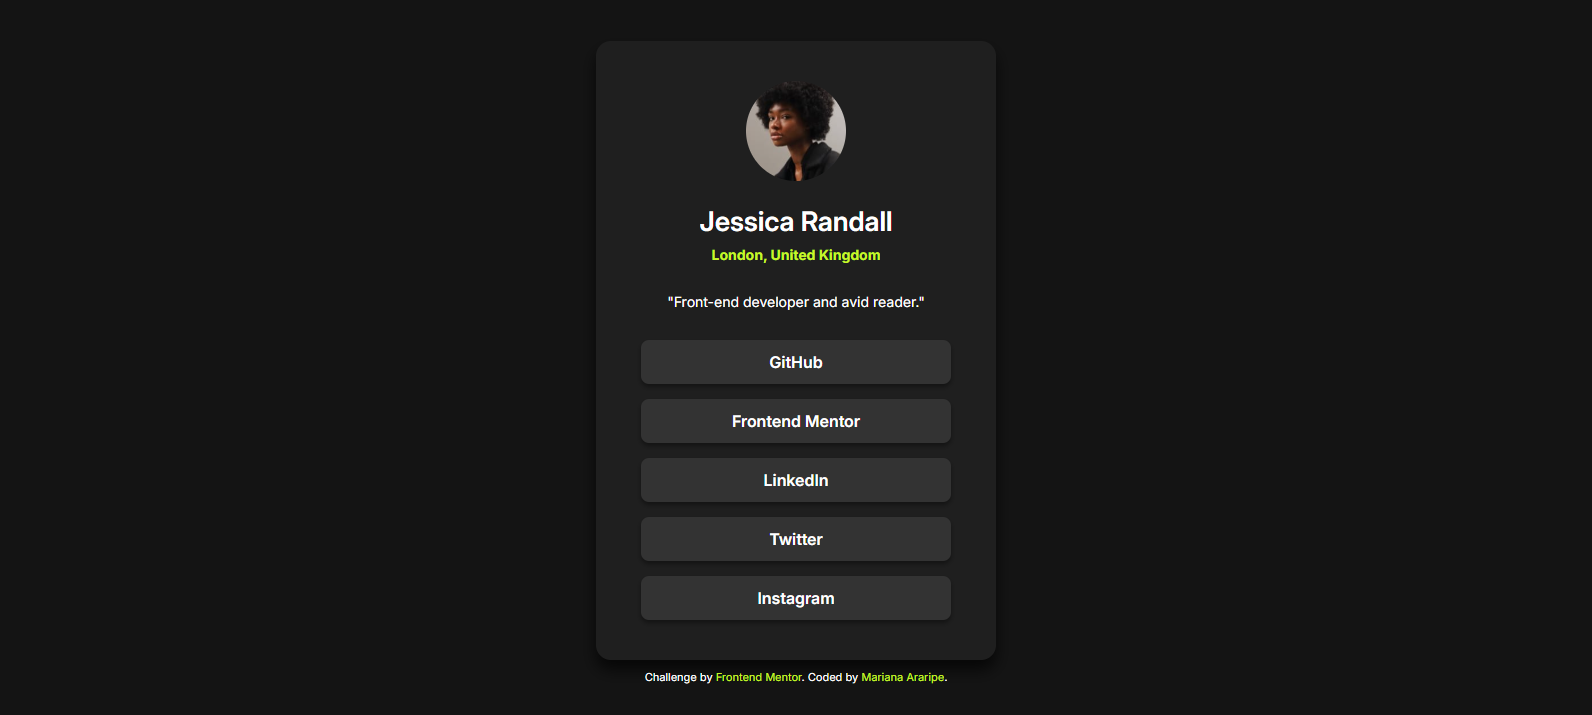 Jessica Randall
London, United Kingdom
"Front-end developer and avid reader."
GitHub
Frontend Mentor
LinkedIn
Twitter
Instagram
Challenge by Frontend Mentor. Coded by Mariana Araripe.